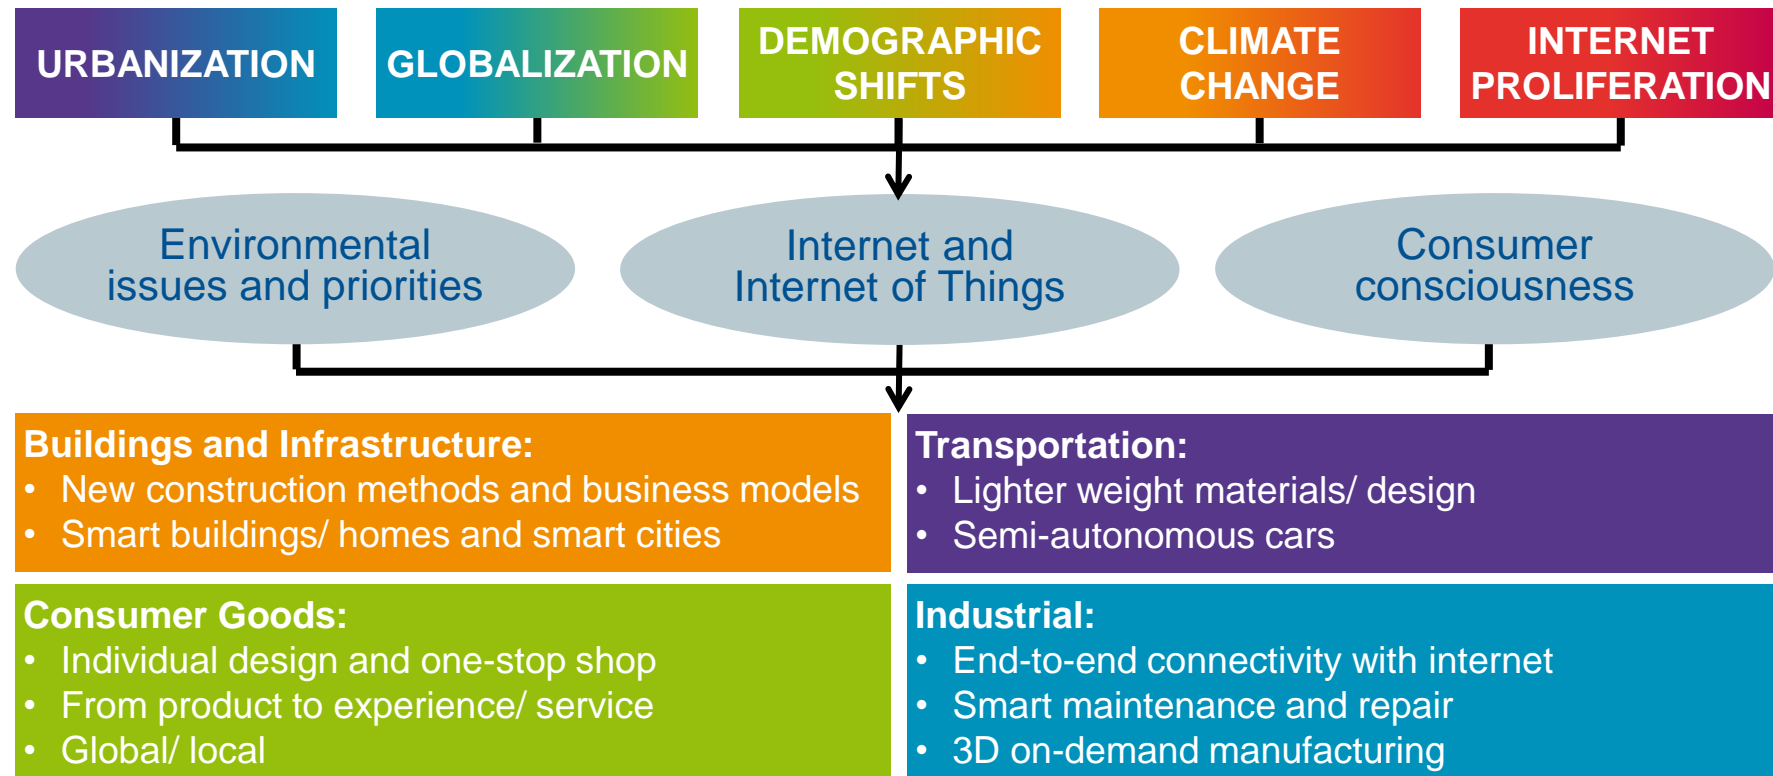 URBANIZATION
GLOBALIZATION
DEMOGRAPHIC
SHIFTS
CLIMATE
CHANGE
INTERNET
PROLIFERATION
Environmental
issues and priorities
Internet and
Internet of Things
Consumer
consciousness
Buildings and Infrastructure:
• New construction methods and business models
• Smart buildings/ homes and smart cities
Transportation:
• Lighter weight materials/ design
• Semi-autonomous cars
Consumer Goods:
• Individual design and one-stop shop
• From product to experience/ service
• Global/ local
Industrial:
• End-to-end connectivity with internet
• Smart maintenance and repair
• 3D on-demand manufacturing